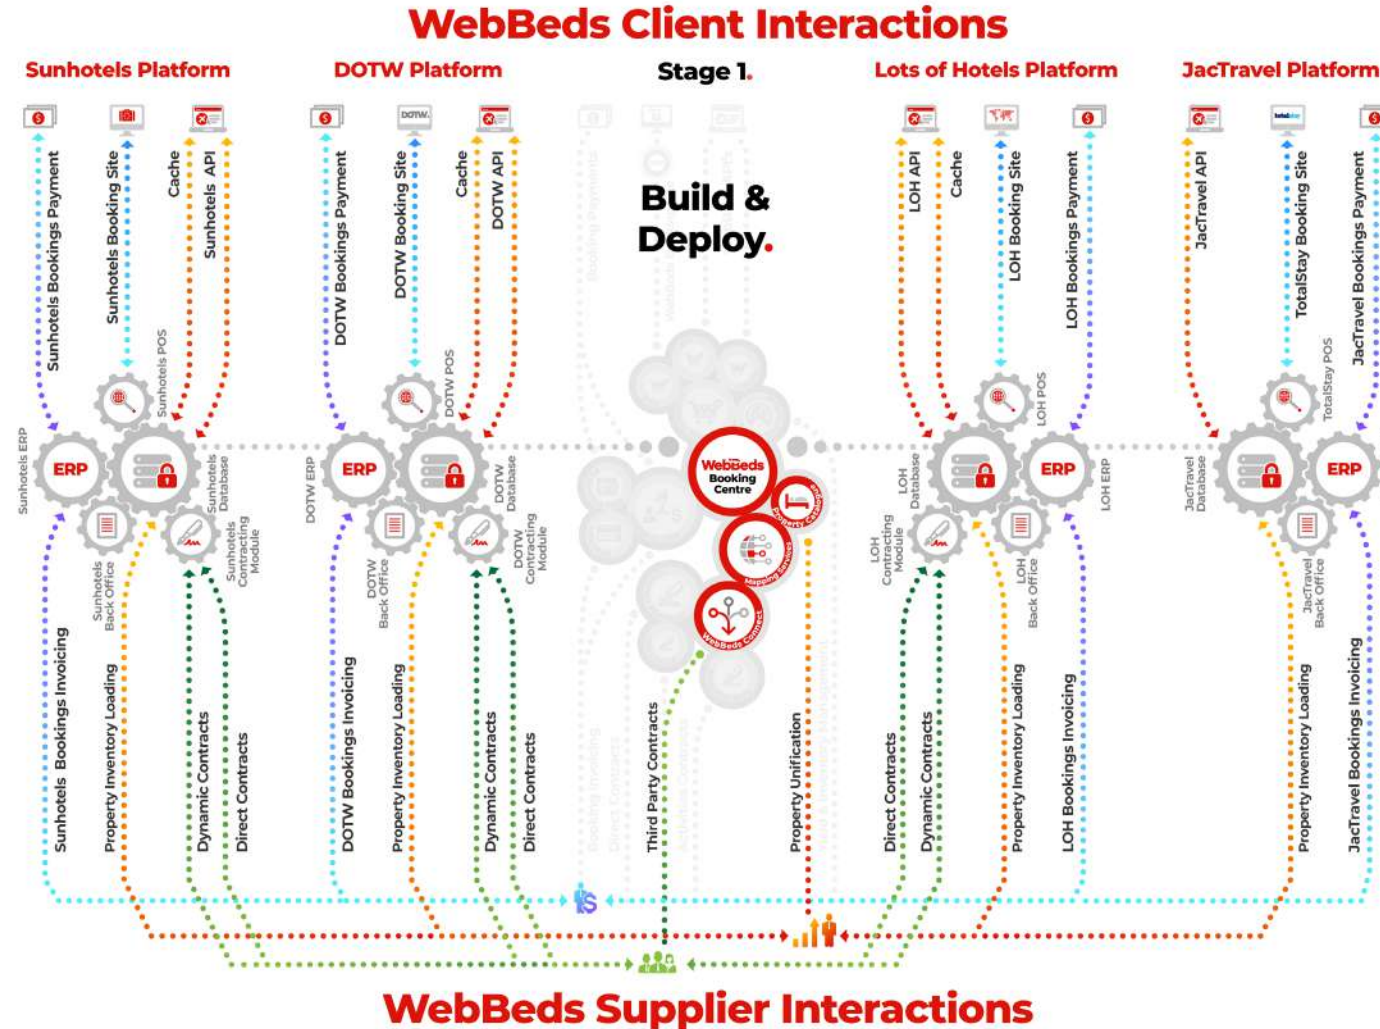 WebBeds Client Interactions
Sunhotels Platform
DOTW Platform
Stage 1.
Lots of Hotels Platform
JacTravel Platform
Build &
Deploy.
Sunhotels Bookings Payment
Sunhotels Booking Site
Cache
Sunhotels API
DOTW.
DOTW Bookings Payment
DOTW Booking Site
Cache
DOTW API
Booking Payments
LOH API
Cache
LOH Booking Site
LOH Bookings Payment
JacTravel API
TotalStay Booking Site
JacTravel Bookings Payment
Sunhotels POS
DOTW POS
LOH POS
TotalStay POS
Sunhotels ERP
ERP
Sunhotels
Database
DOTW ERP
ERP
DOTW
Database
WebBeds
Booking
Centre
Property Catalogue
Mapping Services
WebBeds Connect
LOH
Database
ERP
LOH ERP
JacTravel
Database
ERP
Sunhotels
Back Office
Sunhotels
Contracting
Module
DOTW
Back Office
DOTW
Contracting
Module
LOH
Contracting
Module
LOH
Back Office
JacTravel
Back Office
Sunhotels Bookings Invoicing
Property Inventory Loading
Dynamic Contracts
Direct Contracts
DOTW Bookings Invoicing
Property Inventory Loading
Dynamic Contracts
Direct Contracts
Booking Invoicing
Direct Contracts
Third Party Contracts
Property Unification
Direct Contracts
Dynamic Contracts
Property Inventory Loading
LOH Bookings Invoicing
Property Inventory Loading
JacTravel Bookings Invoicing
WebBeds Supplier Interactions